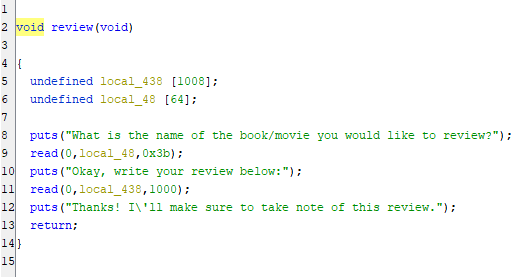 1
2 void review(void)
3
4 {
5 undefined local_438 [1008];
6 undefined local_48 [64];
7
8 puts("What is the name of the book/movie you would like to review?");
9 read(0,local_48,0x3b);
10 puts("Okay, write your review below:");
11 read(0,local_438,1000);
12 puts("Thanks! I\'ll make sure to take note of this review.");
13 return;
14 }
15